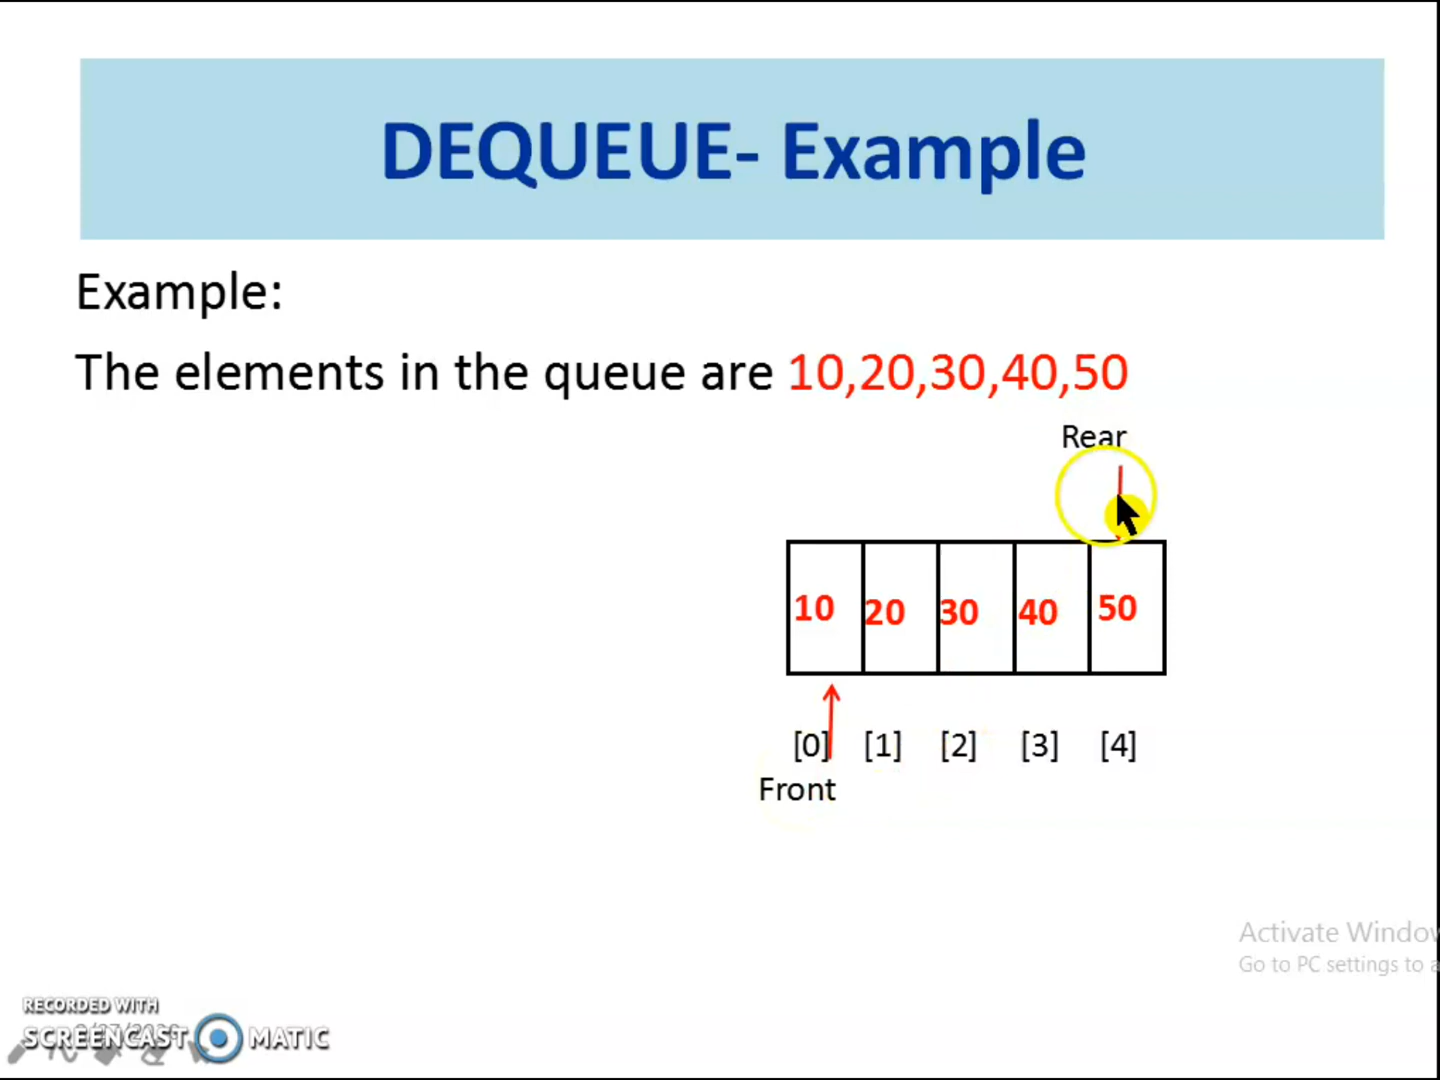 DEQUEUE- Example
Example:
The elements in the queue are 10,20,30,40,50
Rear
10 20 30 40 50
[0] [1] [2] [3] [4]
Front
Activate Window
Go to PC settings to a
RECORDED WITH
SCREENCAST MATIC